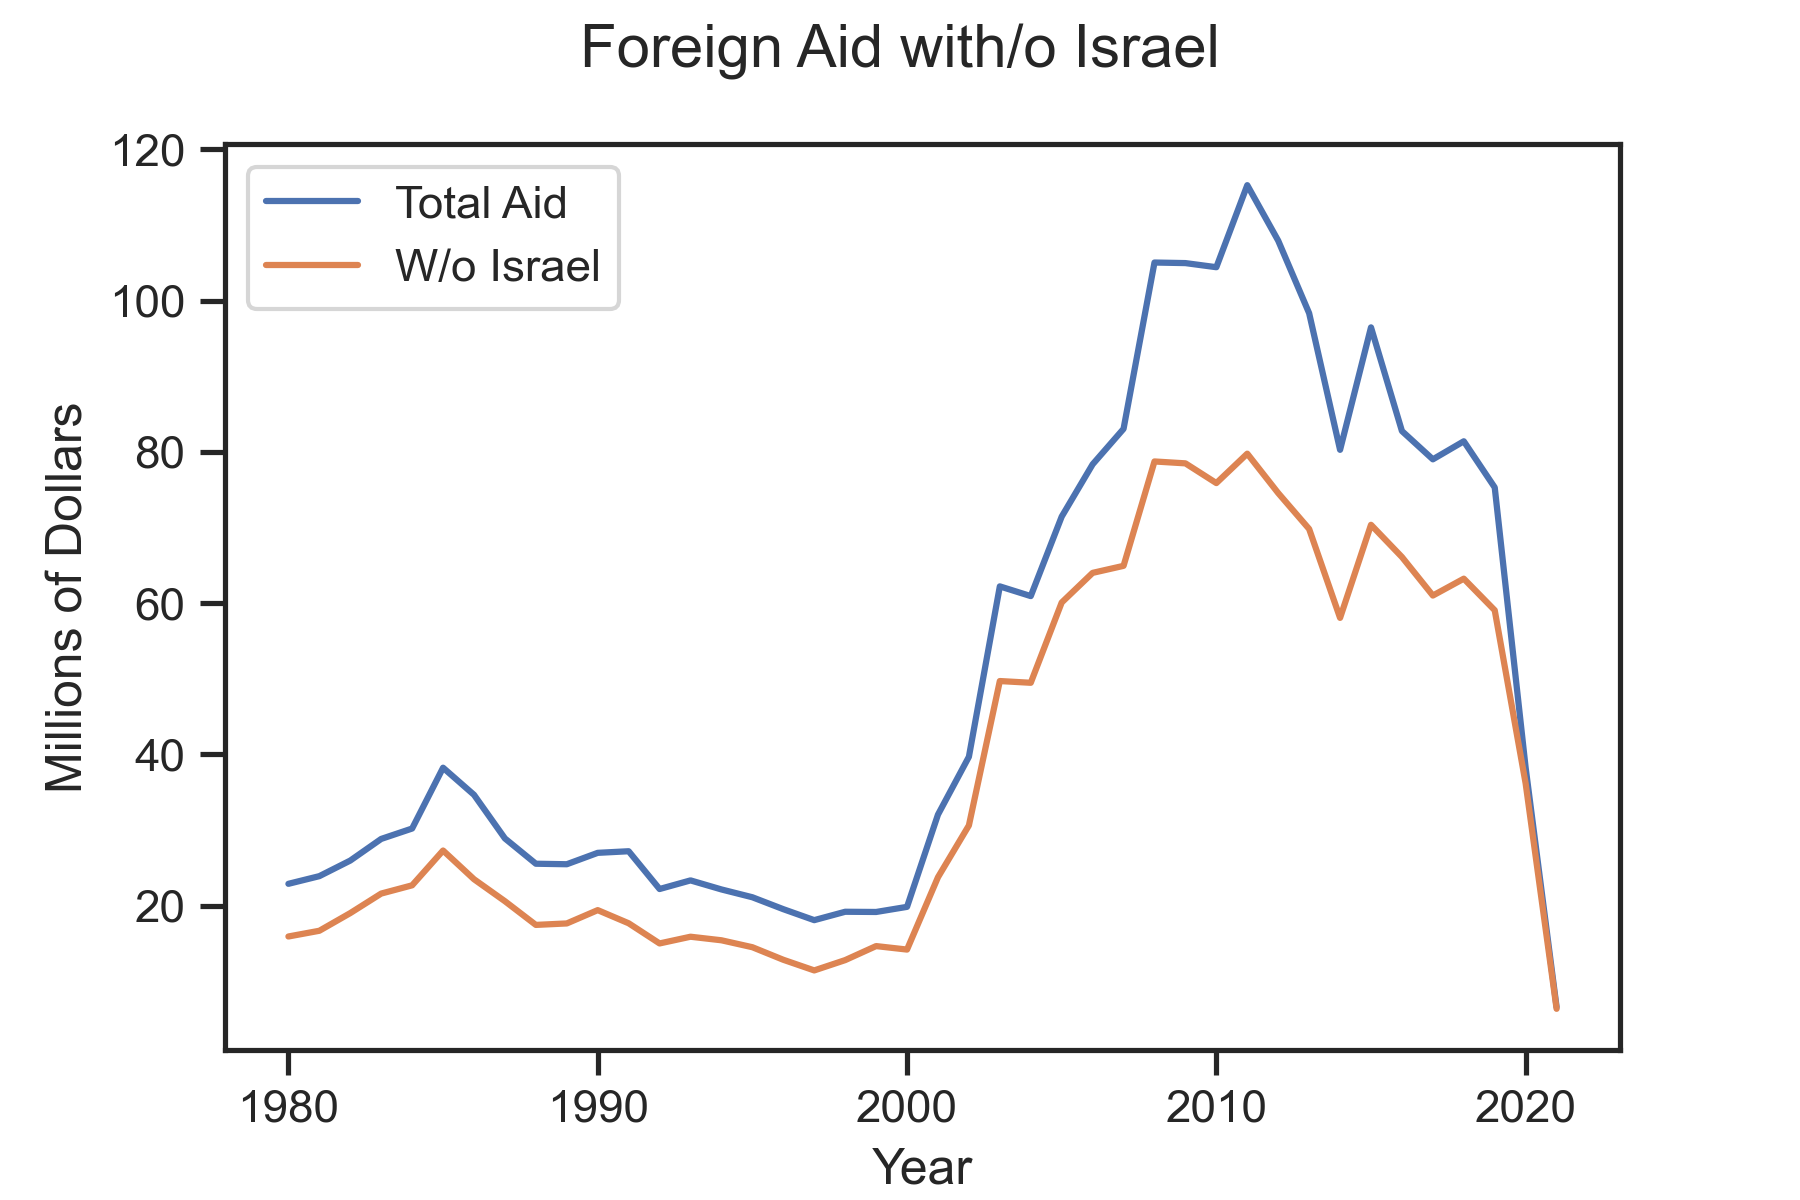 Foreign Aid with/o Israel
120
100
80
60
40
20
Millions of Dollars
Total Aid
W/o Israel
1980 1990 2000 2010 2020
Year